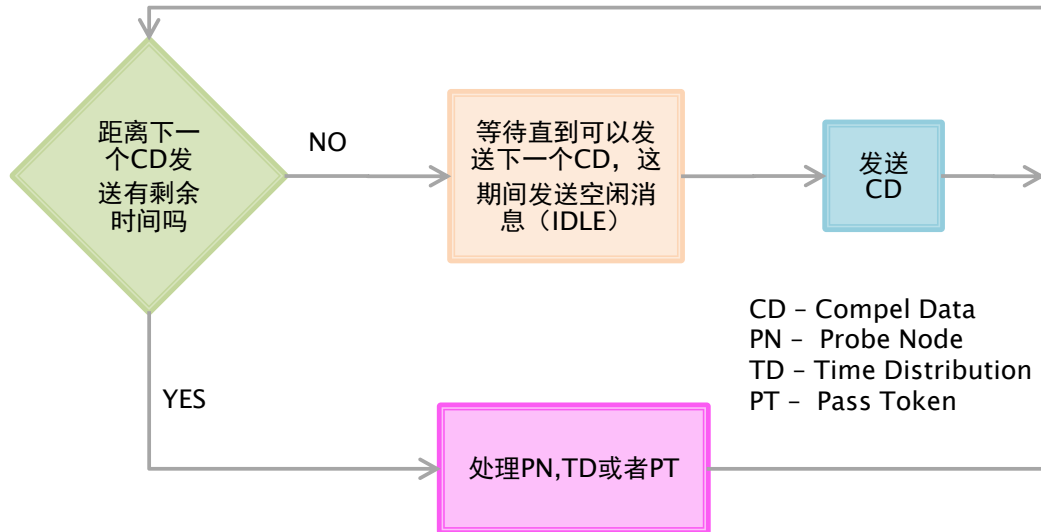 距离下一
个CD发
送有剩余
时间吗
NO
等待直到可以发
送下一个CD，这
期间发送空闲消
息（IDLE）
发送
CD
CD – Compel Data
PN – Probe Node
TD – Time Distribution
PT – Pass Token
YES
处理PN,TD或者PT